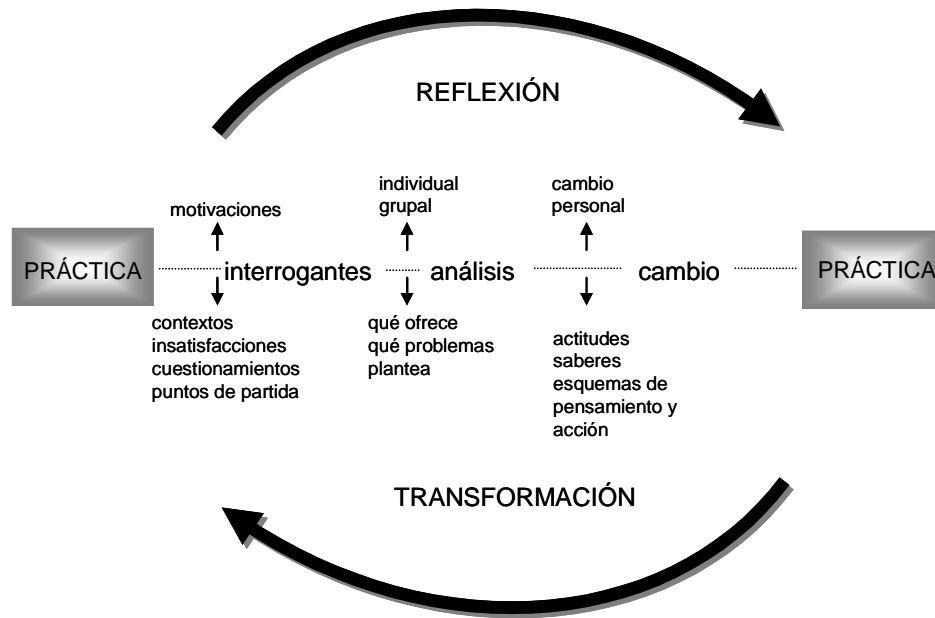 REFLEXIÓN
individual
grupal
cambio
personal
motivaciones
PRÁCTICA
interrogantes
análisis
cambio
PRÁCTICA
contextos
insatisfacciones
cuestionamientos
puntos de partida
qué ofrece
qué problemas
plantea
actitudes
saberes
esquemas de
pensamiento y
acción
TRANSFORMACIÓN